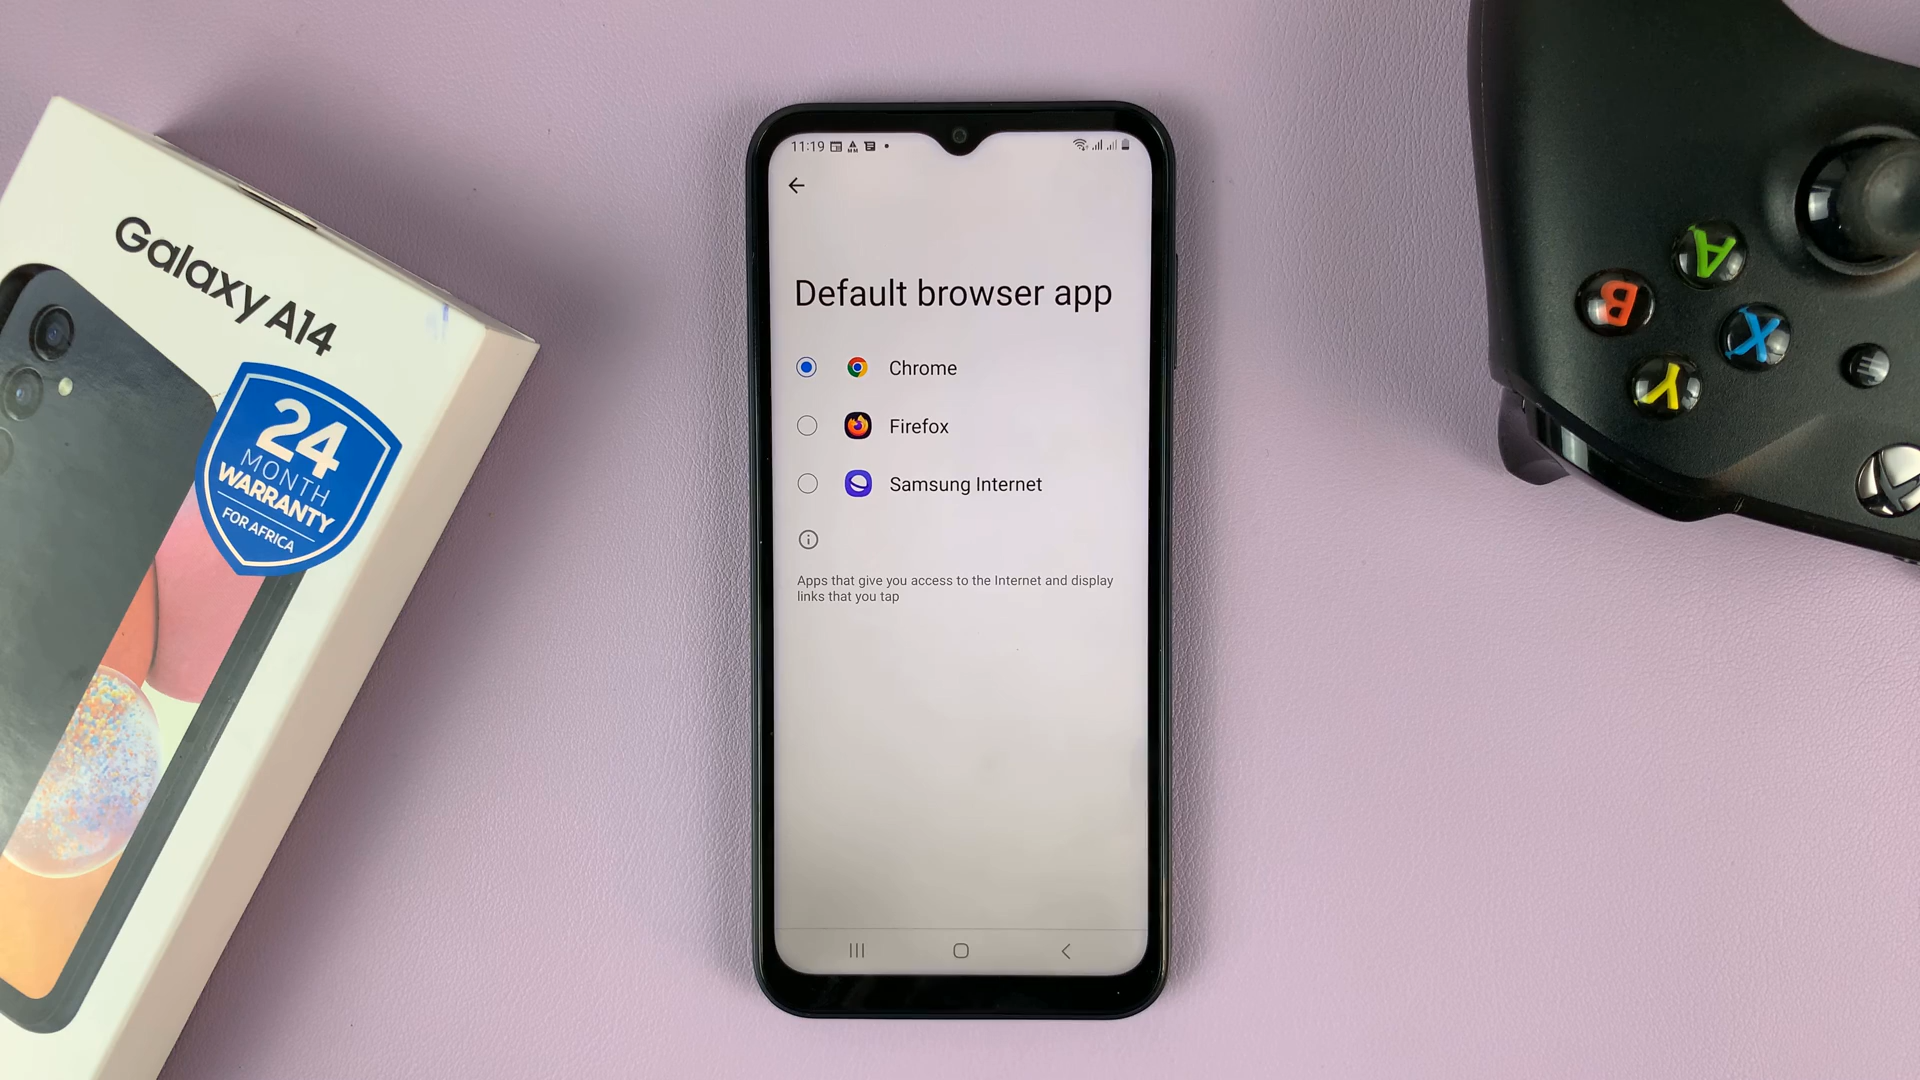 Galaxy A14
24
MONTH
WARRANTY
FOR AFRICA
11:19
Default browser app
Chrome
Firefox
Samsung Internet
Apps that give you access to the Internet and display
links that you tap
A
B
X
Y